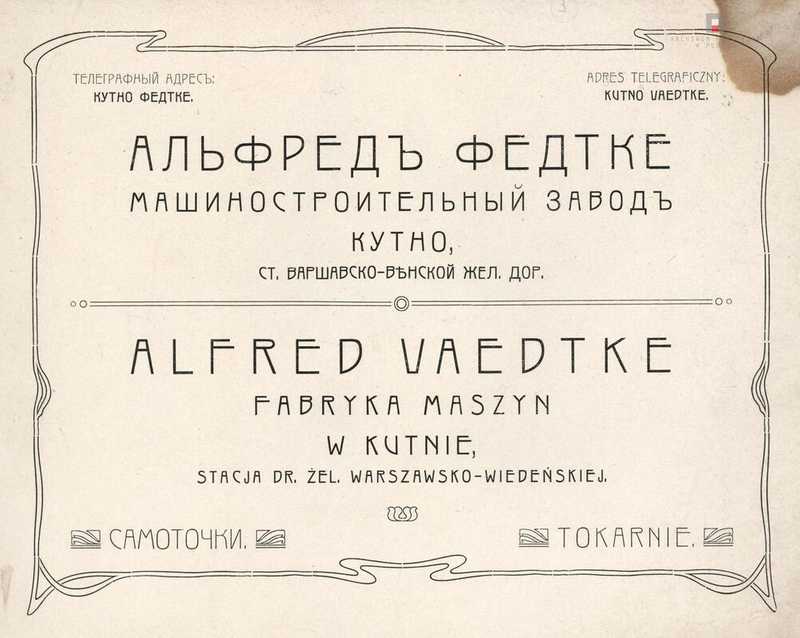 ТЕЛЕГРАФНЫЙ АДРЕСЪ:
КУТНО ФЕДТКЕ.
ADRES TELEGRAFICZNY:
KUTNO VAEDTKE.
АЛЬФРЕДЪ ФЕДТКЕ
МАШИНОСТРОИТЕЛЬНЫЙ ЗАВОДЪ
КУТНО,
СТ. ВАРШАВСКО-ВѢНСКОЙ ЖЕЛ. ДОР.
ALFRED VAEDTKE
FABRYKA MASZYN
W KUTNIE,
STACJA DR. ŻEL. WARSZAWSKO-WIEDEŃSKIEJ.
САМОТОЧКИ.
TOKARNIE.